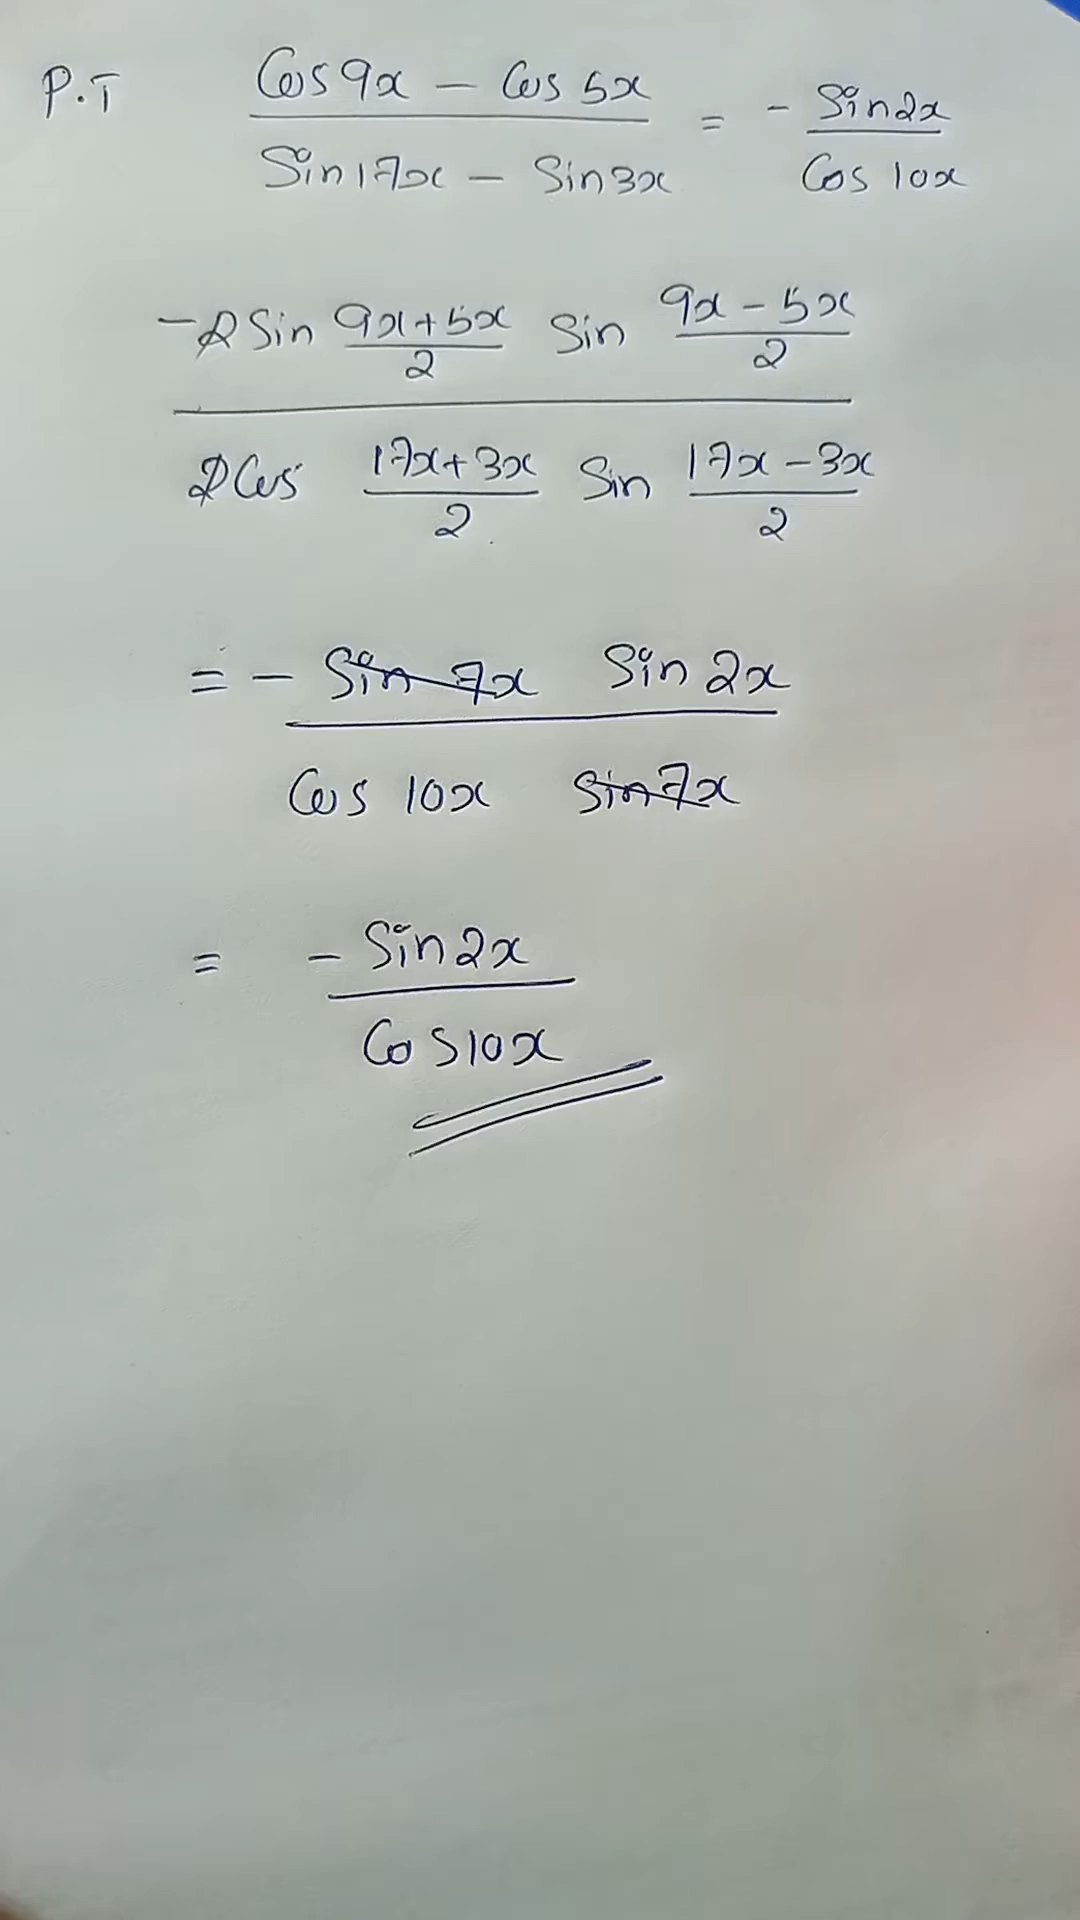 P.T (Cos 9x - Cos 5x) / (Sin 17x - Sin 3x) = - Sin 2x / Cos 10x
-2 Sin (9x+5x)/2 Sin (9x-5x)/2
2 Cos (17x+3x)/2 Sin (17x-3x)/2
= - Sin 7x Sin 2x
Cos 10x Sin 7x
= - Sin 2x
Cos 10x